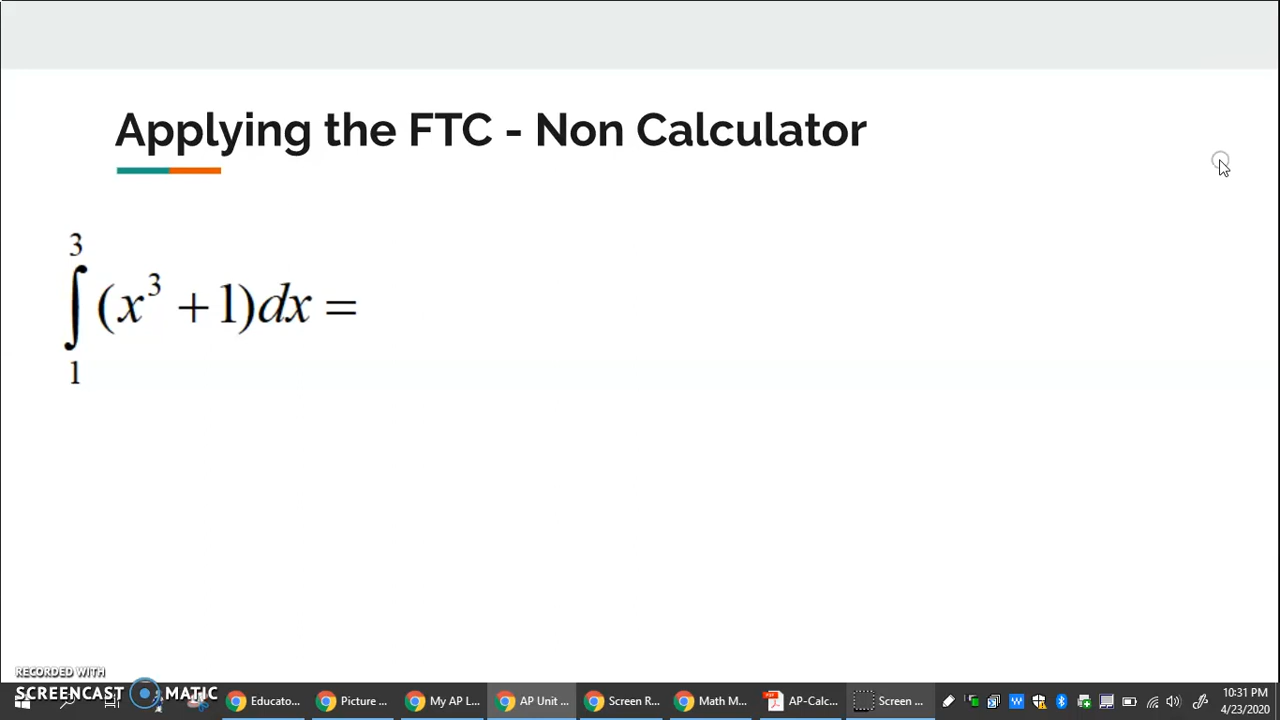 Applying the FTC - Non Calculator
3
∫ (x³ + 1)dx =
1
RECORDED WITH
SCREENCAST MATIC
Educato...
Picture ...
My AP L...
AP Unit ...
Screen R...
Math M...
AP-Calc...
Screen ...
10:31 PM
4/23/2020